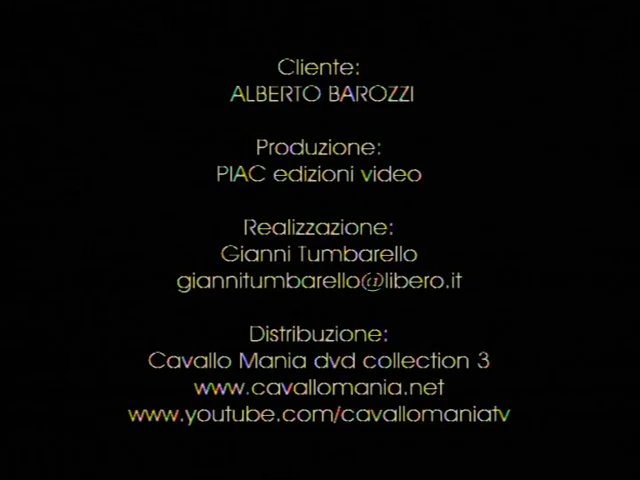 Cliente:
ALBERTO BAROZZI
Produzione:
PIAC edizioni video
Realizzazione:
Gianni Tumbarello
giannitumbarello@libero.it
Distribuzione:
Cavallo Mania dvd collection 3
www.cavallomania.net
www.youtube.com/cavallomaniatv